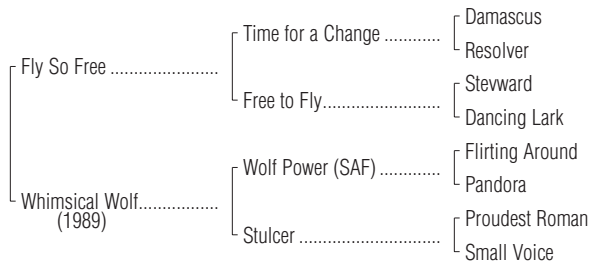 Damascus
Time for a Change ............
Resolver
Fly So Free .......................
Stevward
Free to Fly.........................
Dancing Lark
Flirting Around
Wolf Power (SAF) .............
Pandora
Whimsical Wolf.................
(1989)
Proudest Roman
Stulcer ..............................
Small Voice